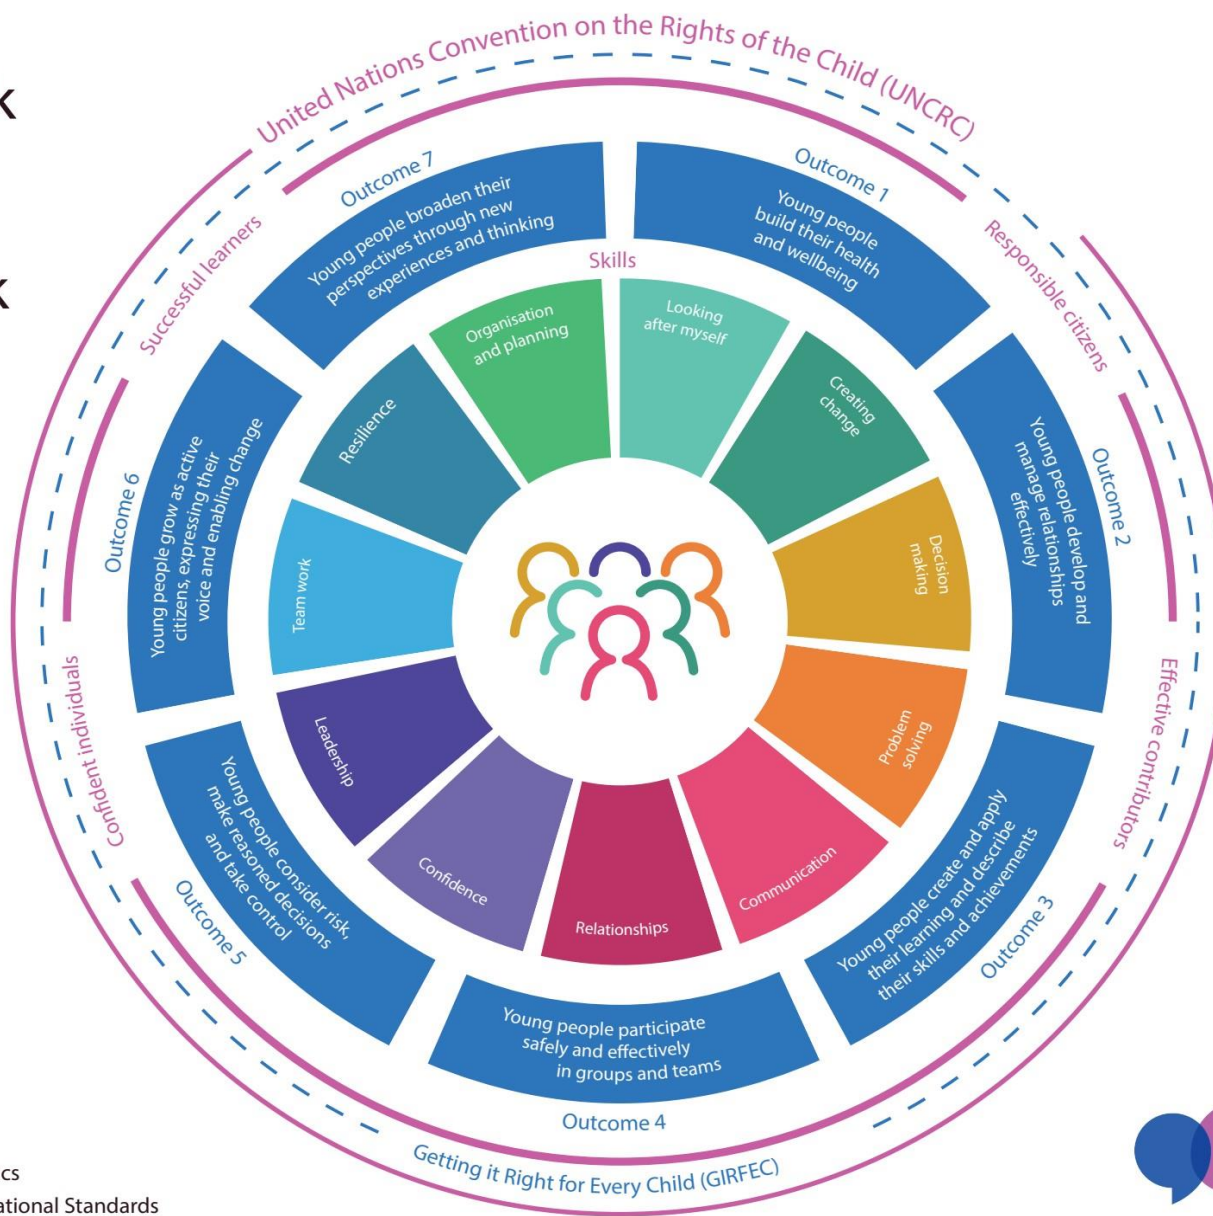 United Nations Convention on the Rights of the Child (UNCRC)
Successful learners
Responsible citizens
Effective contributors
Confident individuals
Outcome 1
Young people
build their health
and wellbeing
Outcome 2
Young people develop and
manage relationships
effectively
Outcome 3
Young people create and apply
their learning and describe
their skills and achievements
Outcome 4
Young people participate
safely and effectively
in groups and teams
Outcome 5
Young people consider risk,
make reasoned decisions
and take control
Outcome 6
Young people grow as active
citizens, expressing their
voice and enabling change
Outcome 7
Young people broaden their
perspectives through new
experiences and thinking
Skills
Looking
after myself
Creating
change
Decision
making
Problem
solving
Communication
Relationships
Confidence
Leadership
Team work
Resilience
Organisation
and planning
Getting it Right for Every Child (GIRFEC)
Standards